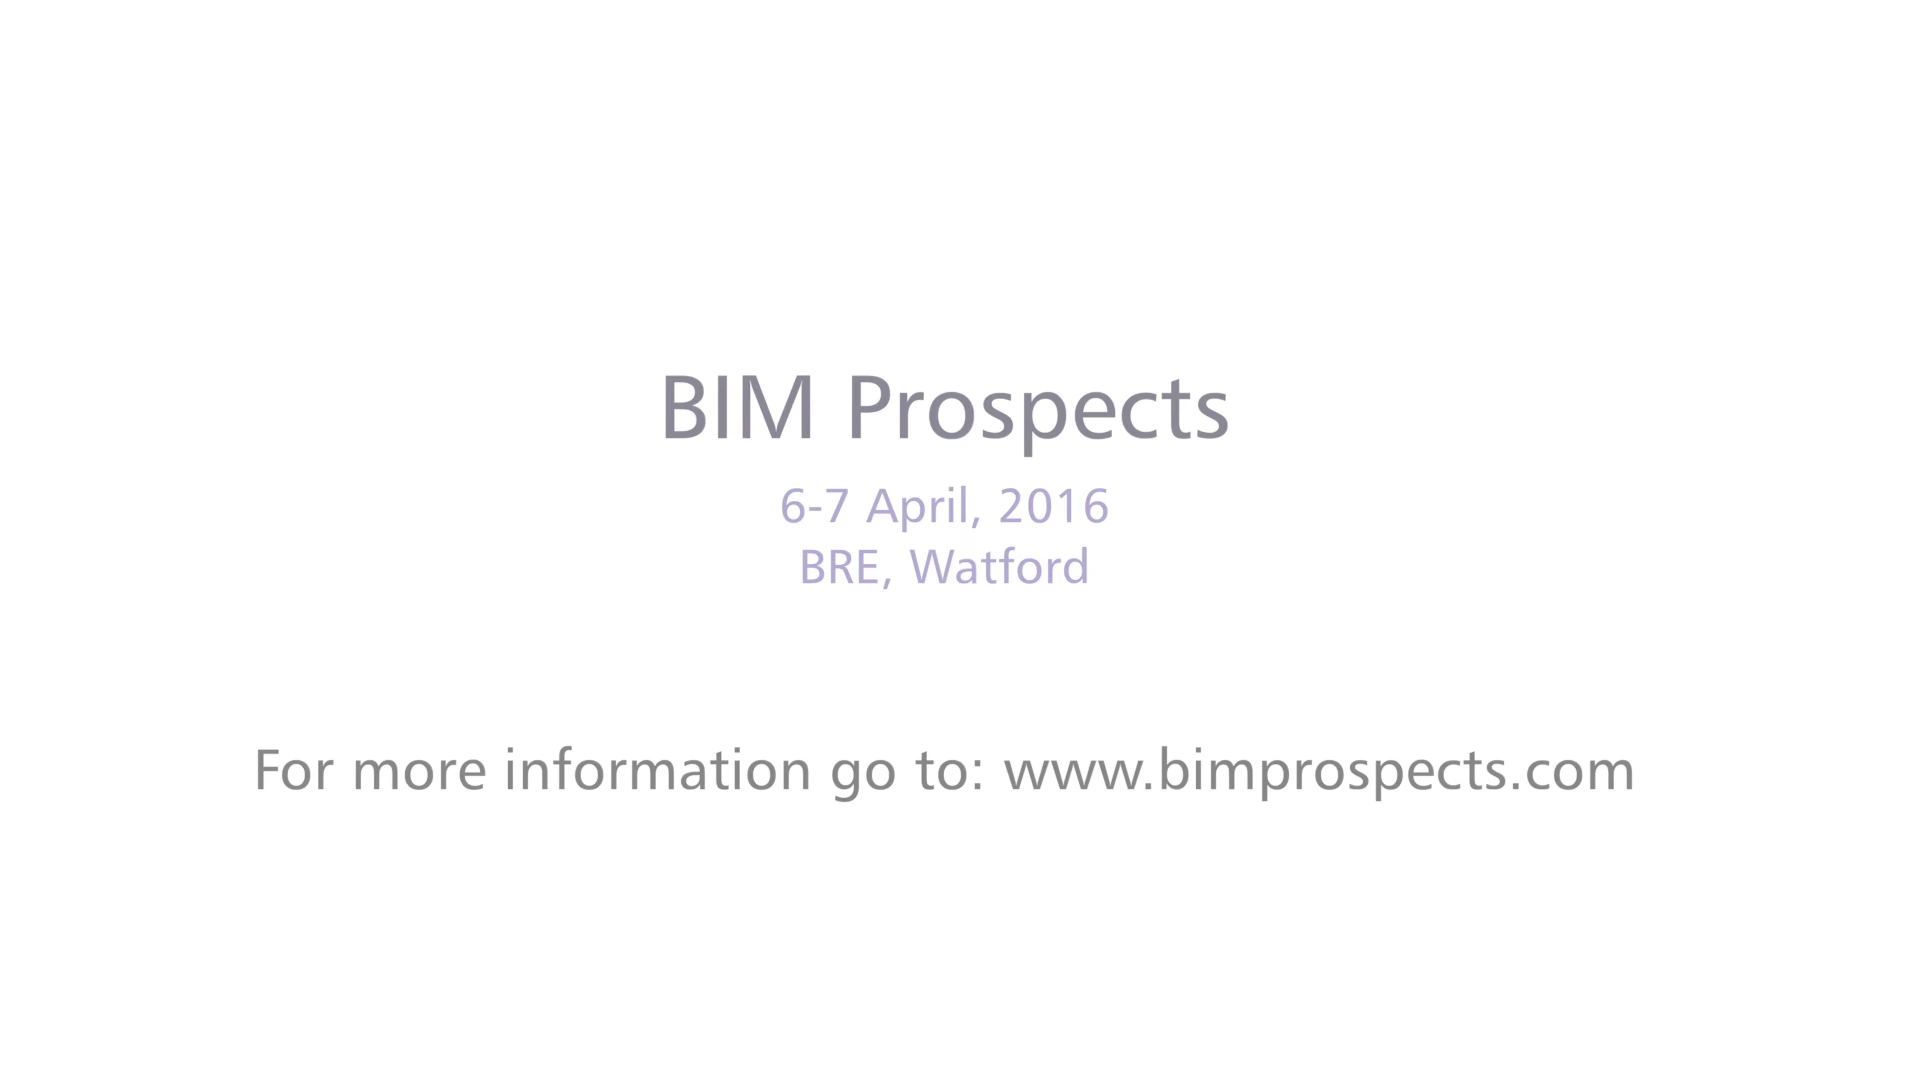 BIM Prospects
6-7 April, 2016
BRE, Watford
For more information go to: www.bimprospects.com